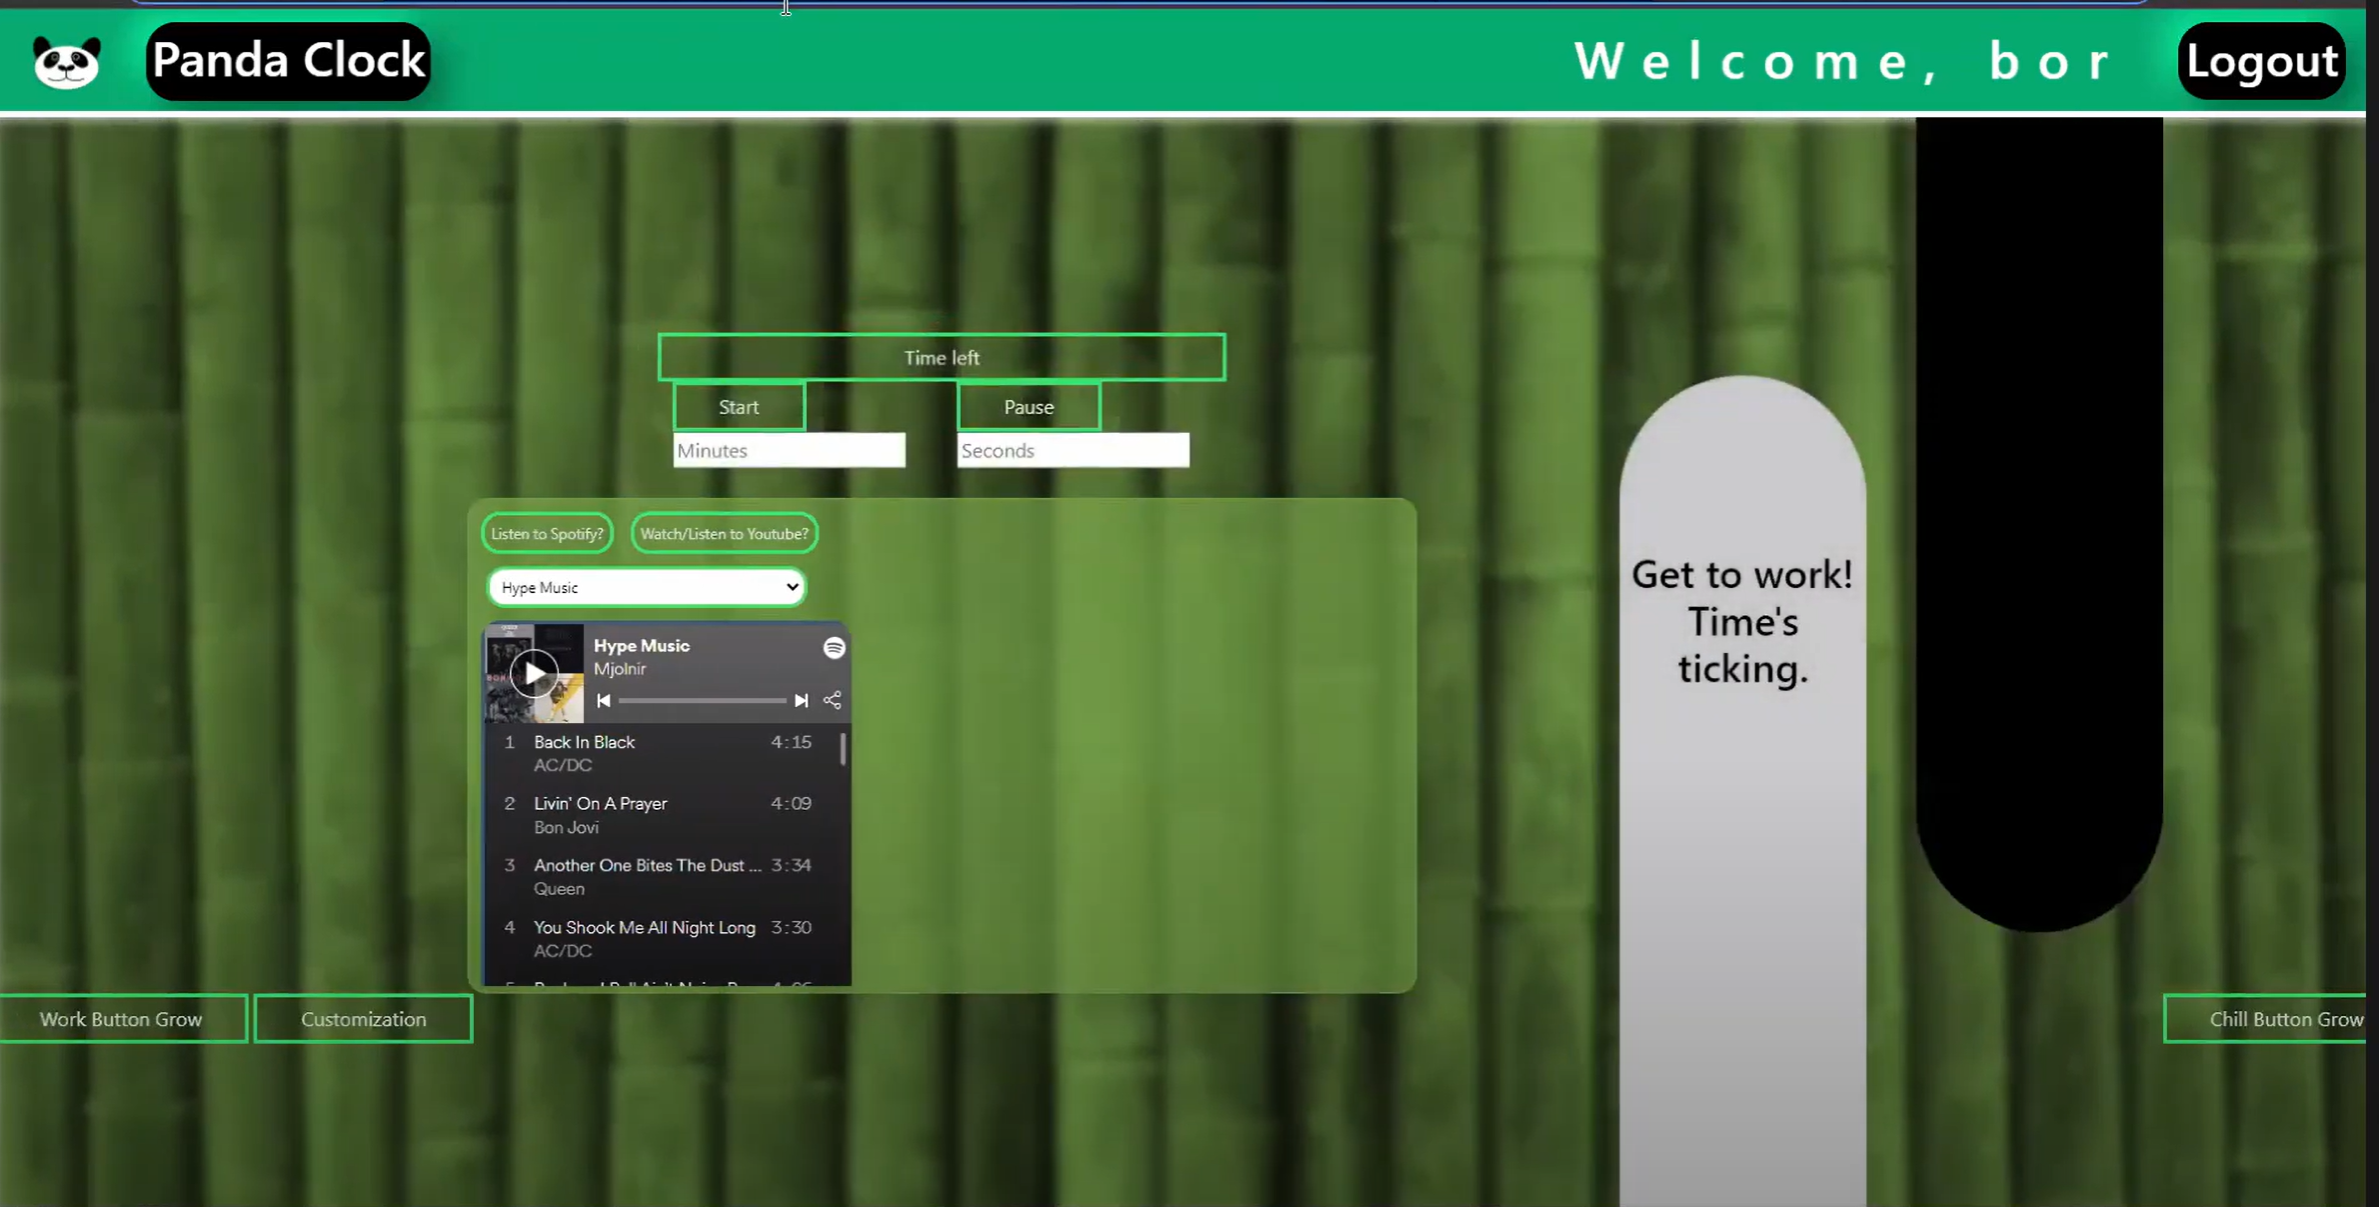 Panda Clock
Welcome, bor
Logout
Time left
Start
Pause
Minutes
Seconds
Listen to Spotify?
Watch/Listen to Youtube?
Hype Music
Hype Music
Mjolnir
1 Back In Black 4:15
AC/DC
2 Livin' On A Prayer 4:09
Bon Jovi
3 Another One Bites The Dust ... 3:34
Queen
4 You Shook Me All Night Long 3:30
AC/DC
Get to work!
Time's
ticking.
Work Button Grow
Customization
Chill Button Grow